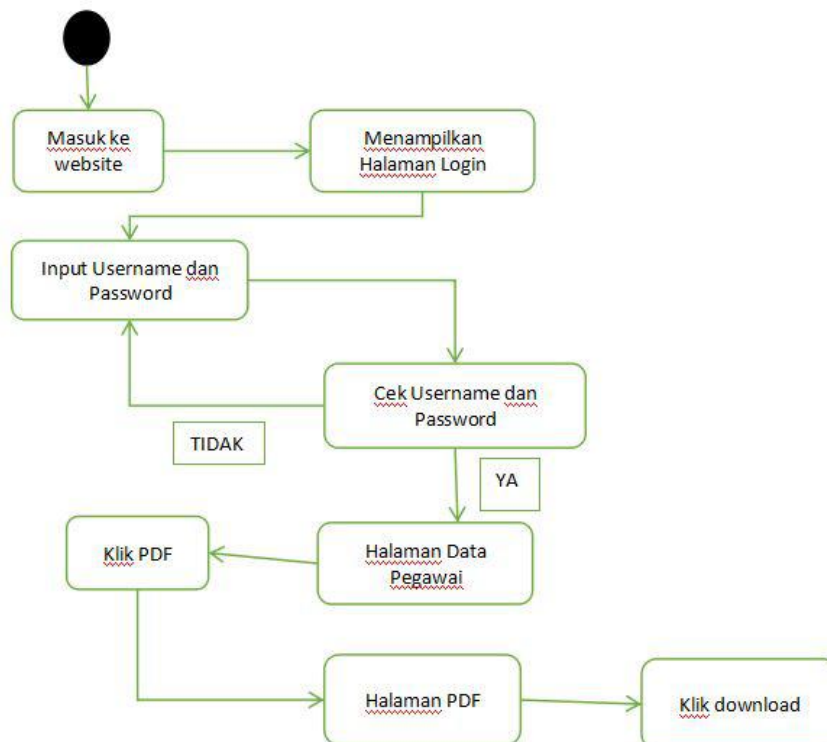 Masuk ke
website
Menampilkan
Halaman Login
Input Username dan
Password
Cek Username dan
Password
TIDAK
YA
Halaman Data
Pegawai
Klik PDF
Halaman PDF
Klik download